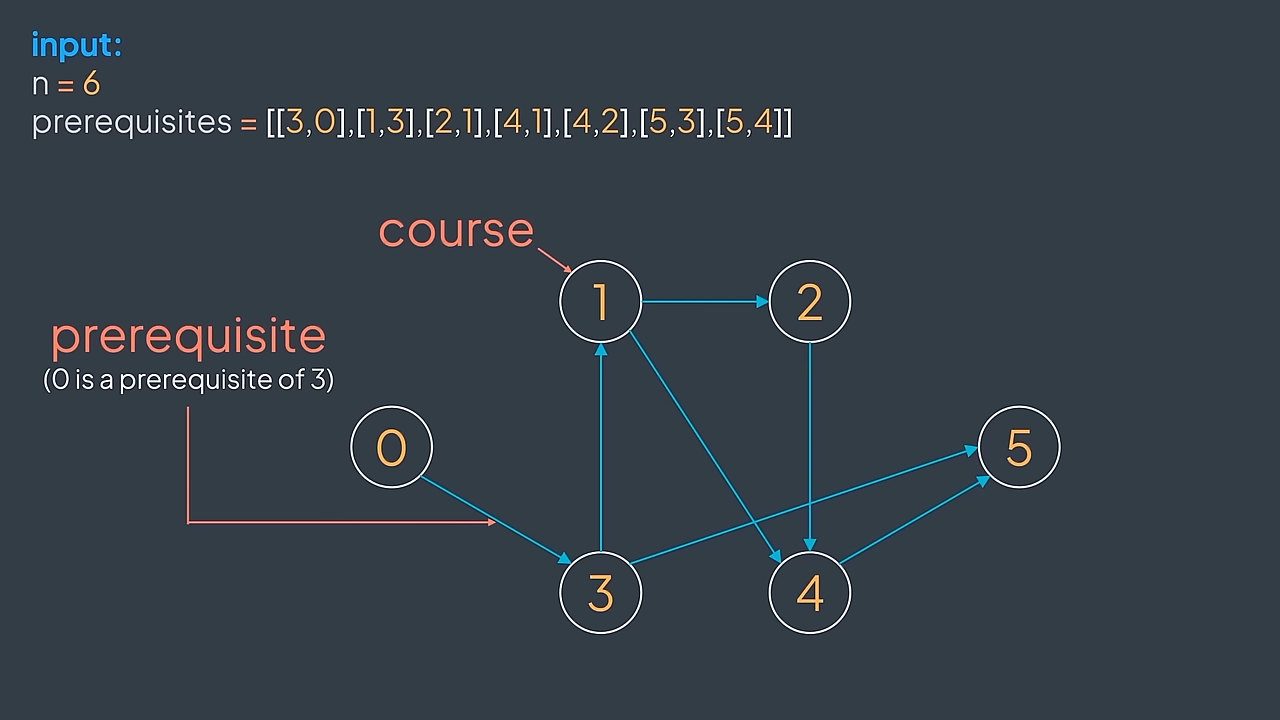 input:
n = 6
prerequisites = [[3,0],[1,3],[2,1],[4,1],[4,2],[5,3],[5,4]]
course
1
2
prerequisite
(0 is a prerequisite of 3)
0
5
3
4